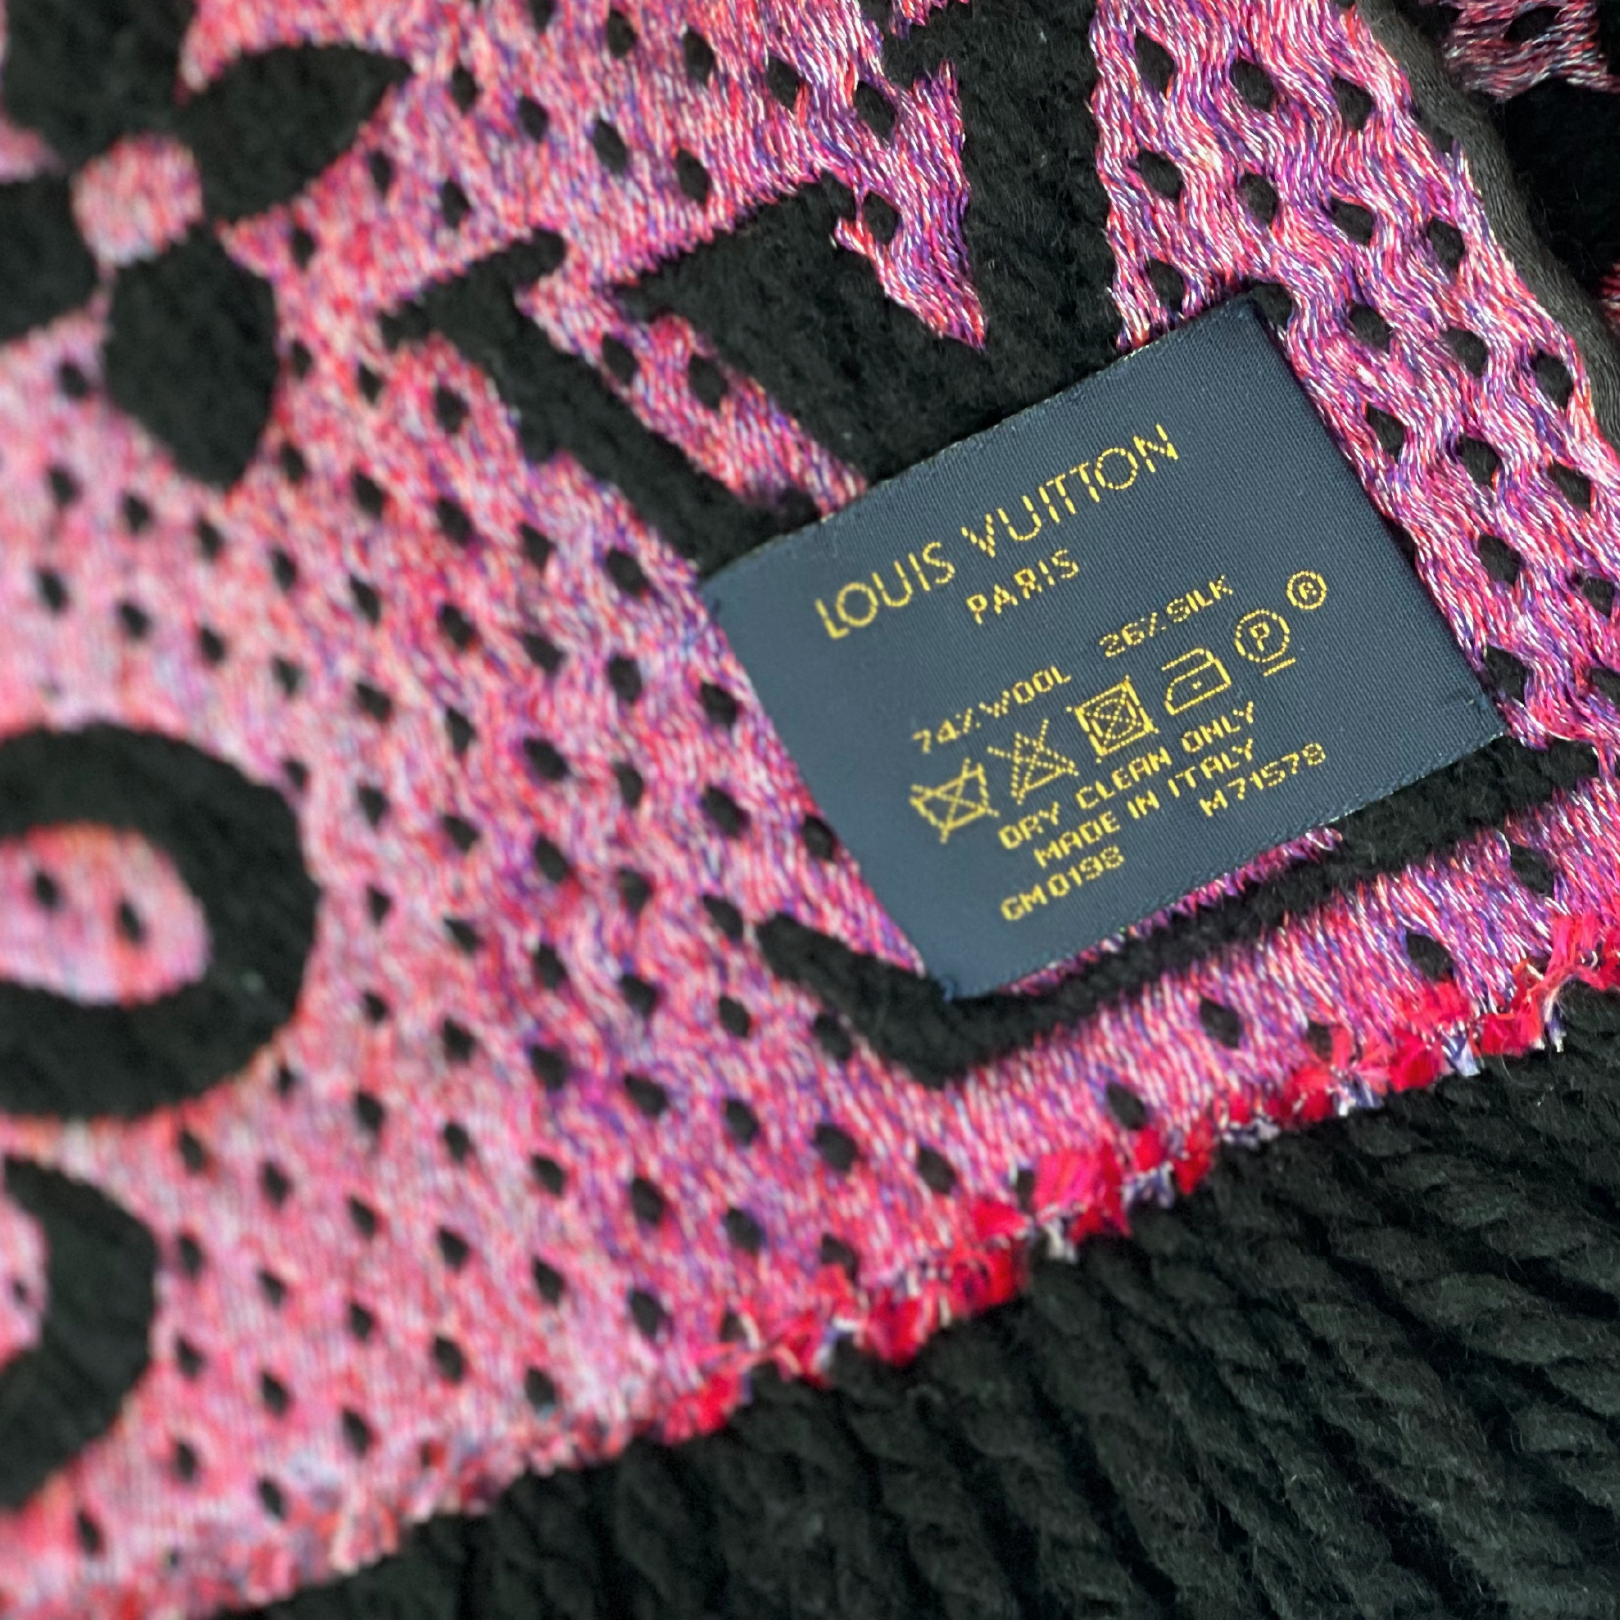 LOUIS VUITTON
PARIS
74% WOOL 26% SILK
P ®
DRY CLEAN ONLY
MADE IN ITALY
GM0198 M71578